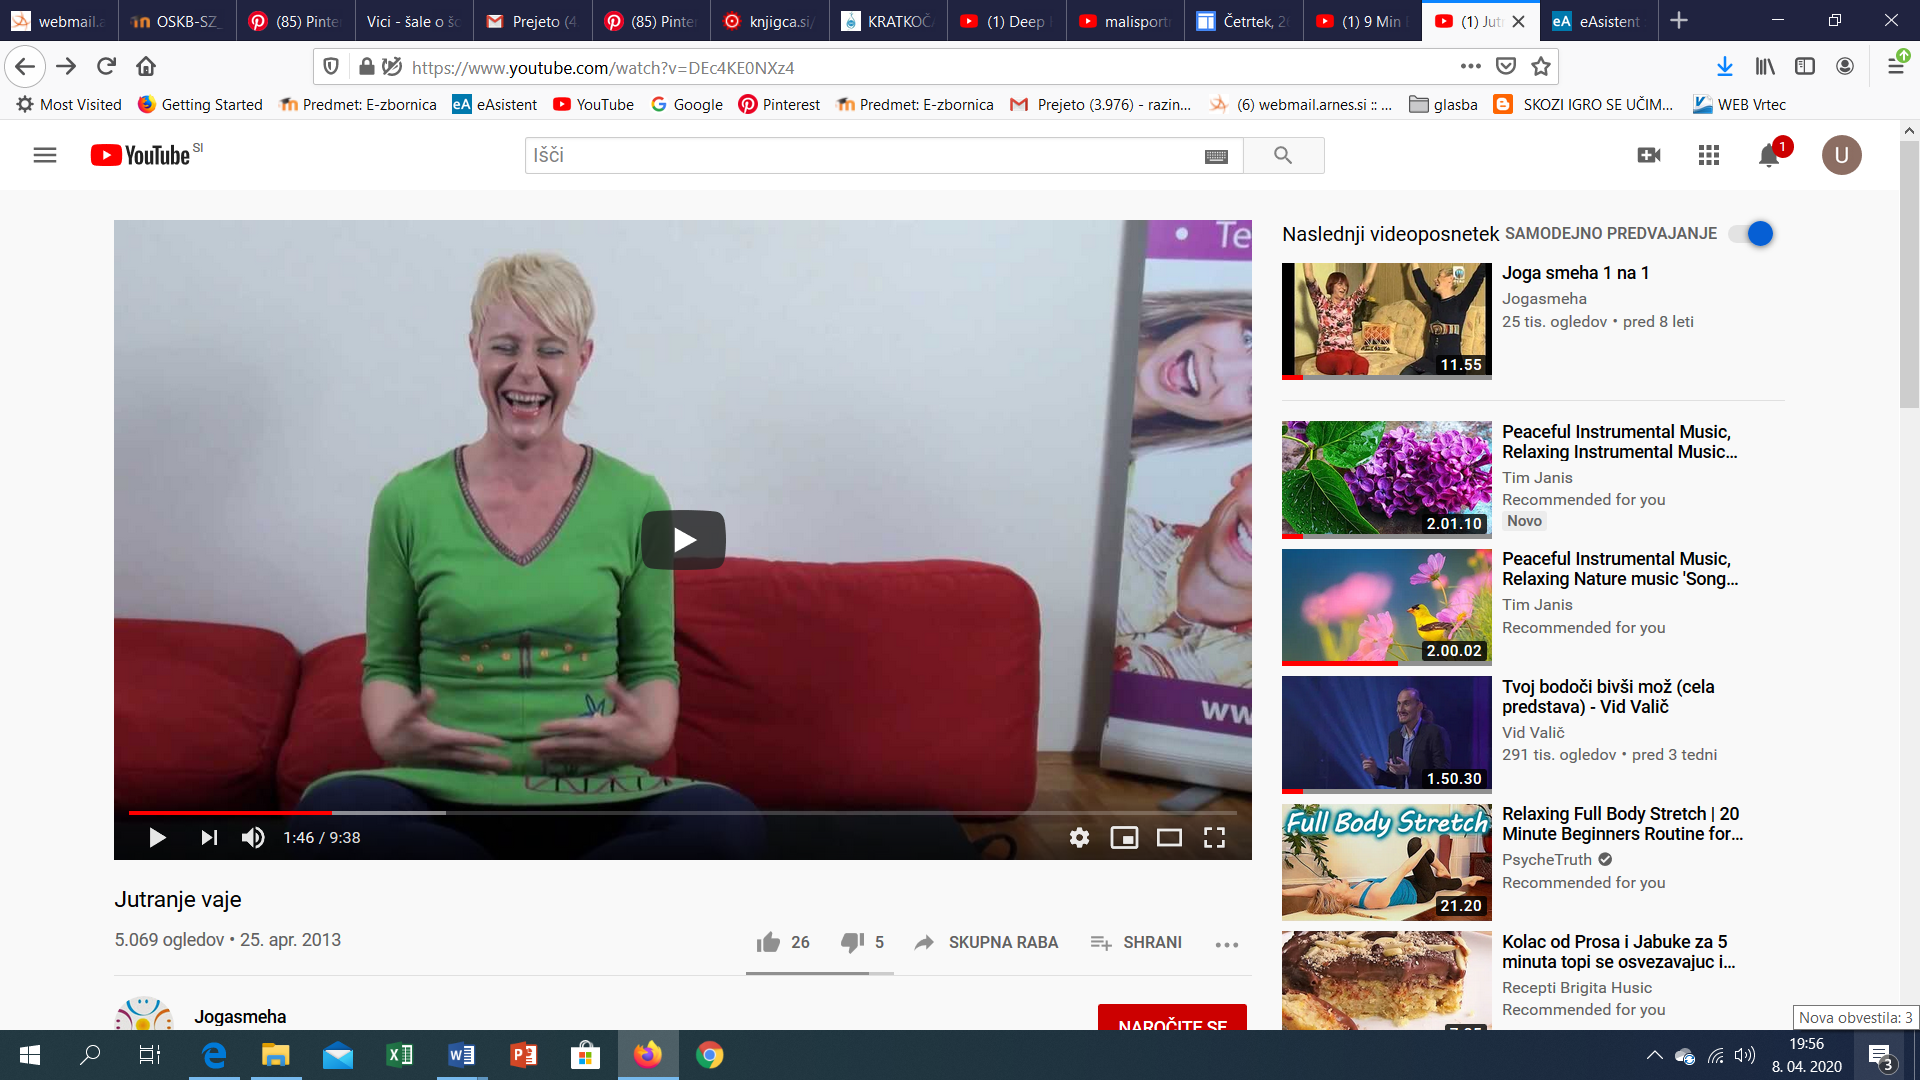 webmail.a
OSKB-SZ_
(85) Pinte
Vici - šale o šo
Prejeto (4
(85) Pinte
knjigca.si/
KRATKOČA
(1) Deep
malisport
Četrtek, 26
(1) 9 Min
(1) Jut
eAsistent
https://www.youtube.com/watch?v=DEc4KE0NXz4
Most Visited
Getting Started
Predmet: E-zbornica
eA eAsistent
YouTube
Google
Pinterest
Predmet: E-zbornica
Prejeto (3.976) - razin...
(6) webmail.arnes.si :: ...
glasba
SKOZI IGRO SE UČIM...
WEB Vrtec
YouTube SI
Išči
1
U
• Te
ww
1:46 / 9:38
Jutranje vaje
5.069 ogledov • 25. apr. 2013
26
5
SKUPNA RABA
SHRANI
Jogasmeha
NAROČITE SE
Naslednji videoposnetek
SAMODEJNO PREDVAJANJE
11.55
Joga smeha 1 na 1
Jogasmeha
25 tis. ogledov • pred 8 leti
2.01.10
Peaceful Instrumental Music,
Relaxing Instrumental Music...
Tim Janis
Recommended for you
Novo
2.00.02
Peaceful Instrumental Music,
Relaxing Nature music 'Song...
Tim Janis
Recommended for you
1.50.30
Tvoj bodoči bivši mož (cela
predstava) - Vid Valič
Vid Valič
291 tis. ogledov • pred 3 tedni
Full Body Stretch
21.20
Relaxing Full Body Stretch | 20
Minute Beginners Routine for...
PsycheTruth
Recommended for you
Kolac od Prosa i Jabuke za 5
minuta topi se osvezavajuc i...
Recepti Brigita Husic
Recommended for you
Nova obvestila: 3
19:56
8. 04. 2020
3